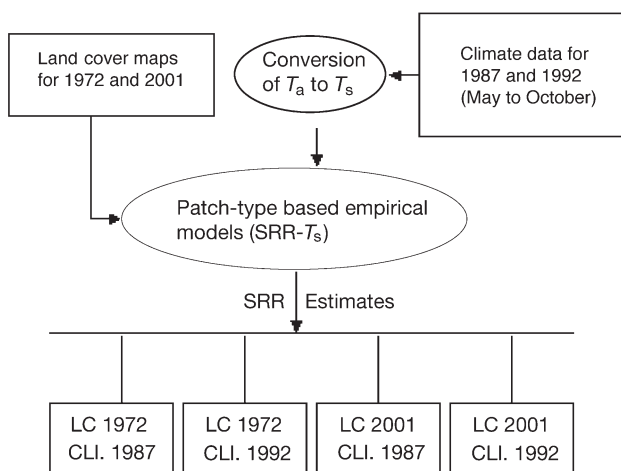 Land cover maps
for 1972 and 2001
Conversion
of Ta to Ts
Climate data for
1987 and 1992
(May to October)
Patch-type based empirical
models (SRR-Ts)
SRR Estimates
LC 1972
CLI. 1987
LC 1972
CLI. 1992
LC 2001
CLI. 1987
LC 2001
CLI. 1992